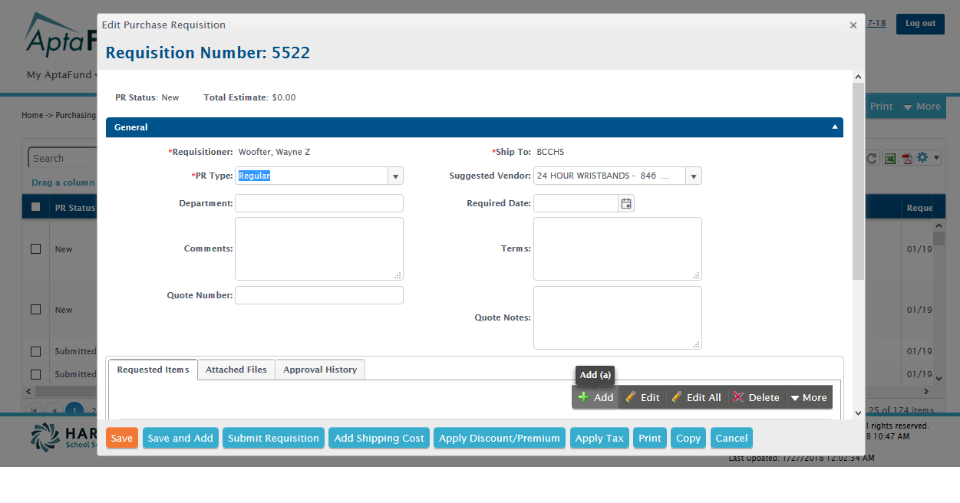 Edit Purchase Requisition
×
7-18
Log out
AptaF
Requisition Number: 5522
My AptaFund
PR Status: New Total Estimate: $0.00
Home -> Purchasing
Print More
General
*Requisitioner: Woofter, Wayne Z *Ship To: BCCHS
Search
*PR Type: Regular Suggested Vendor: 24 HOUR WRISTBANDS - 846 ...
Drag a column
Department: Required Date:
PR Status
Reque
Comments: Terms:
New
01/19
Quote Number:
Quote Notes:
New
01/19
Submitted
01/19
Requested Items Attached Files Approval History
Add (a)
Submitted
01/19
Add Edit Edit All Delete More
1 2
25 of 174 items
HAR
School S
Save Save and Add Submit Requisition Add Shipping Cost Apply Discount/Premium Apply Tax Print Copy Cancel
l rights reserved.
8 10:47 AM
Last Updated: 1/27/2018 12:02:34 AM